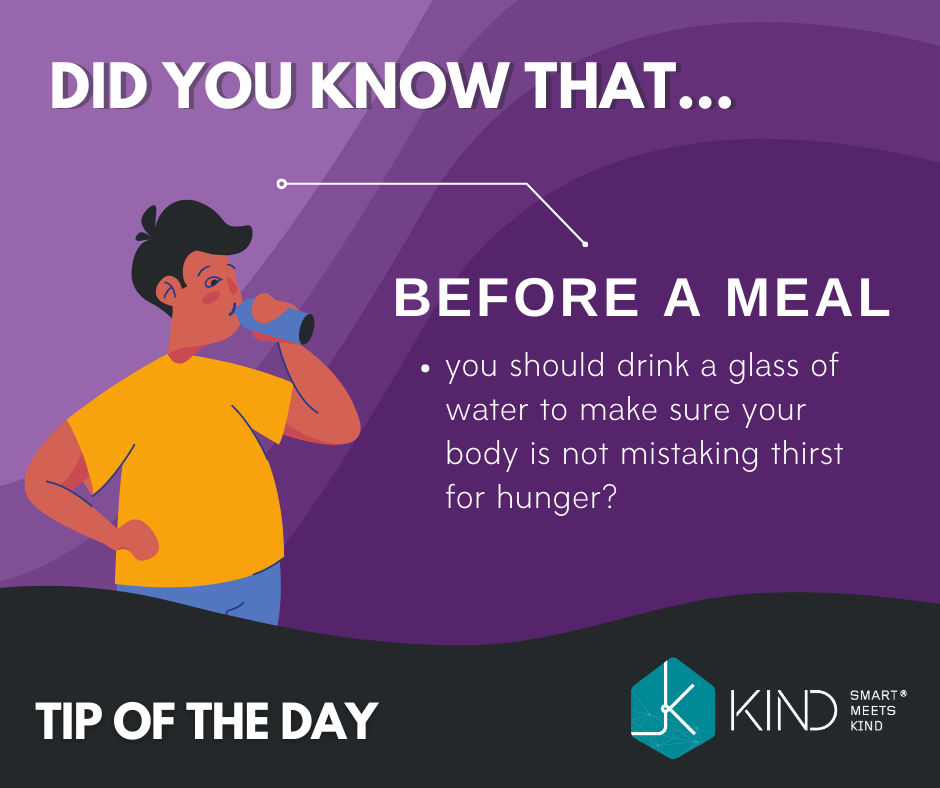 DID YOU KNOW THAT...
BEFORE A MEAL
• you should drink a glass of
water to make sure your
body is not mistaking thirst
for hunger?
TIP OF THE DAY
KIND
SMART®
MEETS
KIND